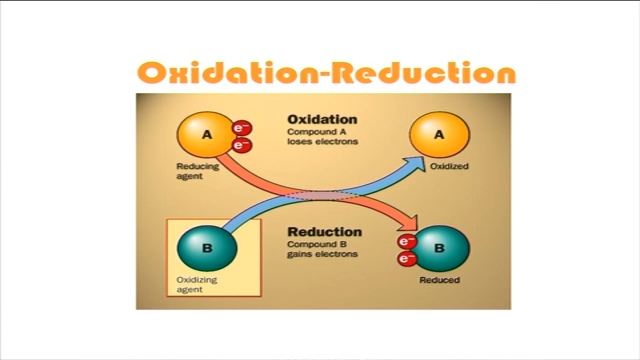 Oxidation-Reduction
A
e-
e-
Oxidation
Compound A
loses electrons
A
Reducing
agent
Oxidized
B
Reduction
Compound B
gains electrons
e-
e-
B
Oxidizing
agent
Reduced